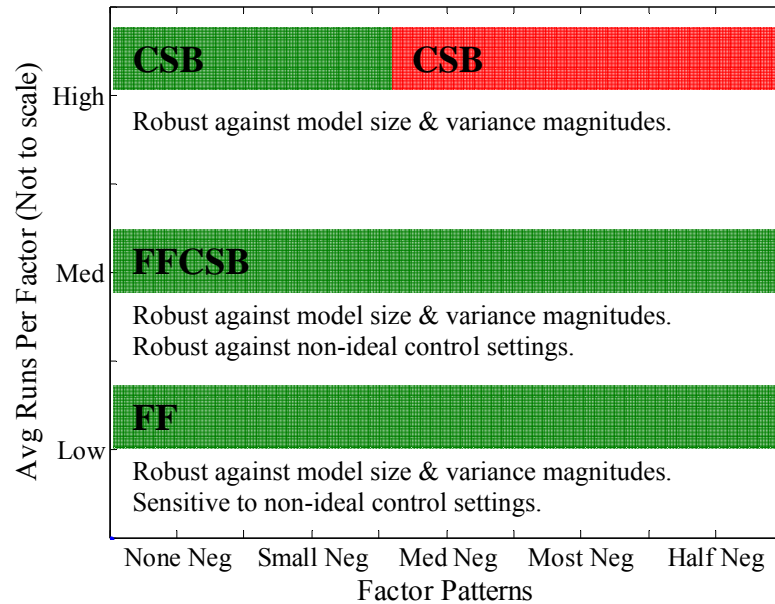 CSB CSB
High
Robust against model size & variance magnitudes.
FFCSB
Med
Robust against model size & variance magnitudes.
Robust against non-ideal control settings.
FF
Low
Robust against model size & variance magnitudes.
Sensitive to non-ideal control settings.
Avg Runs Per Factor (Not to scale)
None Neg Small Neg Med Neg Most Neg Half Neg
Factor Patterns